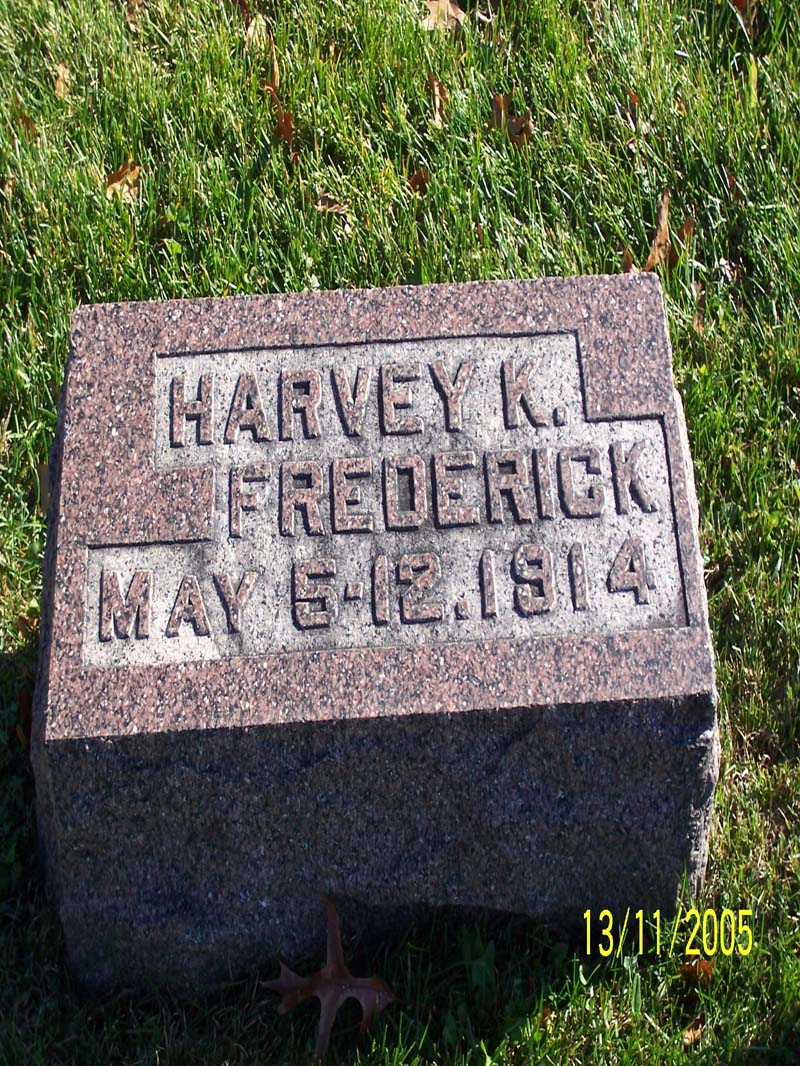 HARVEY K.
FREDERICK
MAY 5-12.1914
13/11/2005